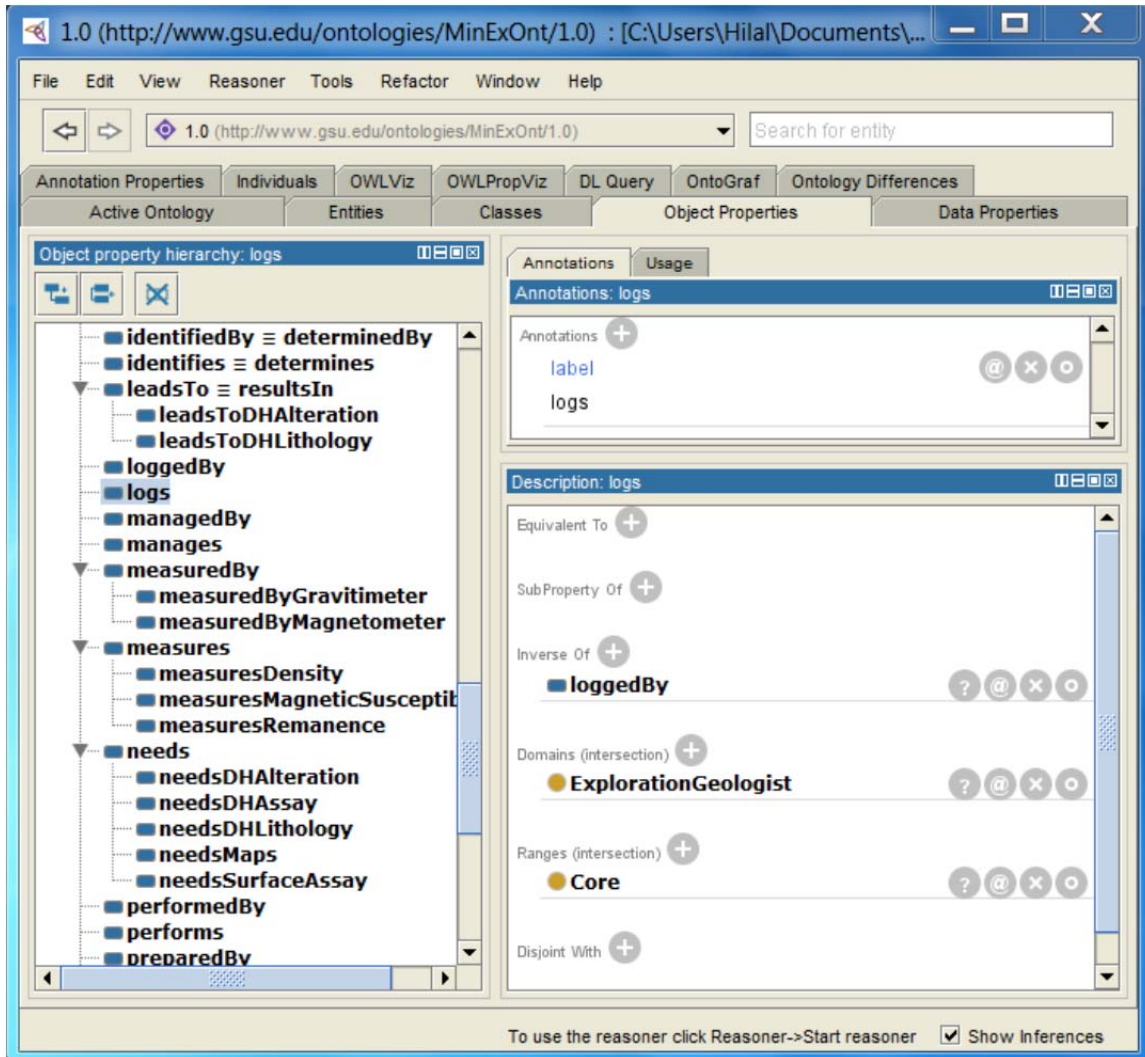 1.0 (http://www.gsu.edu/ontologies/MinExOnt/1.0) : [C:\Users\Hilal\Documents\...
File Edit View Reasoner Tools Refactor Window Help
1.0 (http://www.gsu.edu/ontologies/MinExOnt/1.0) Search for entity
Annotation Properties Individuals OWLViz OWLPropViz DL Query OntoGraf Ontology Differences
Active Ontology Entities Classes Object Properties Data Properties
Object property hierarchy: logs
identifiedBy ≡ determinedBy
identifies ≡ determines
leadsTo ≡ resultsIn
leadsToDHAlteration
leadsToDHLithology
loggedBy
logs
managedBy
manages
measuredBy
measuredByGravitimeter
measuredByMagnetometer
measures
measuresDensity
measuresMagneticSusceptib
measuresRemanence
needs
needsDHAlteration
needsDHAssay
needsDHLithology
needsMaps
needsSurfaceAssay
performedBy
performs
preparedBy
Annotations Usage
Annotations: logs
Annotations
label
logs
Description: logs
Equivalent To
SubProperty Of
Inverse Of
loggedBy
Domains (intersection)
ExplorationGeologist
Ranges (intersection)
Core
Disjoint With
To use the reasoner click Reasoner->Start reasoner Show Inferences